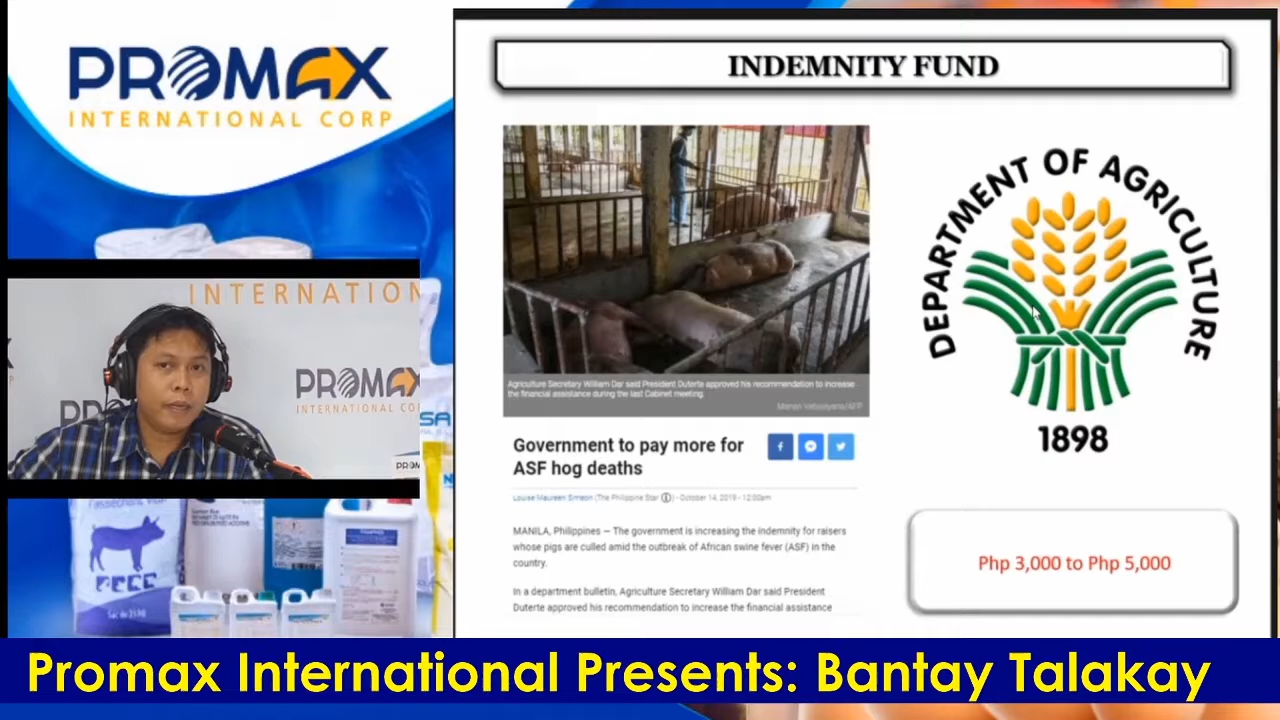 PROMAX
INTERNATIONAL CORP
INTERNATION
PROMAX
INTERNATIONAL COR
PROM
INDEMNITY FUND
Agriculture Secretary William Dar said President Duterte approved his recommendation to increase
the financial assistance during the last Cabinet meeting.
Government to pay more for
ASF hog deaths
Louise Maureen Simeon (The Philippine Star) - October 14, 2019 - 12:00am
MANILA, Philippines — The government is increasing the indemnity for raisers
whose pigs are culled amid the outbreak of African swine fever (ASF) in the
country.
In a department bulletin, Agriculture Secretary William Dar said President
Duterte approved his recommendation to increase the financial assistance
DEPARTMENT OF AGRICULTURE
1898
Php 3,000 to Php 5,000
Promax International Presents: Bantay Talakay